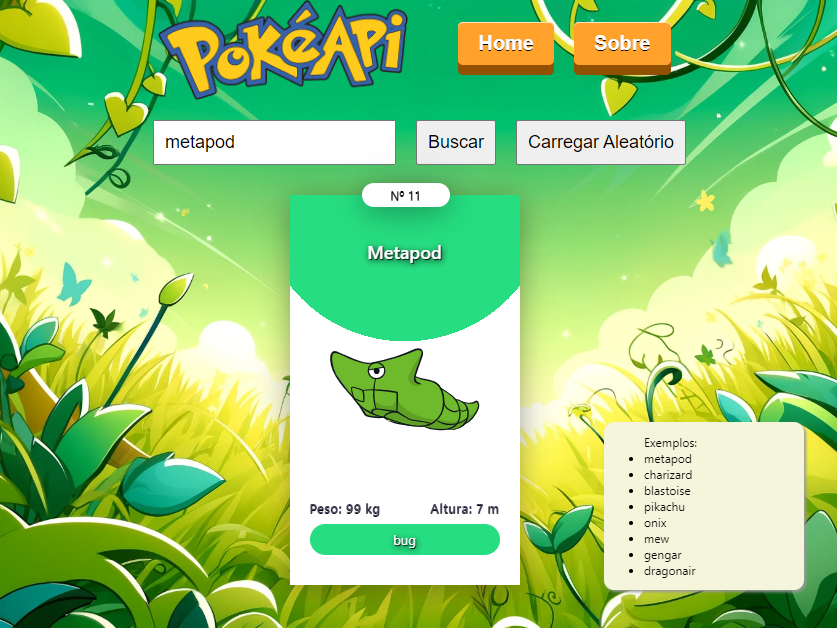 PokéApi
Home
Sobre
metapod
Buscar
Carregar Aleatório
Nº 11
Metapod
Peso: 99 kg
Altura: 7 m
bug
Exemplos:
metapod
charizard
blastoise
pikachu
onix
mew
gengar
dragonair